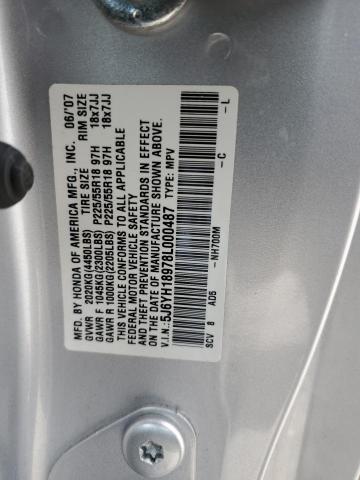 MFD. BY HONDA OF AMERICA MFG., INC. 06/'07
GVWR 2020KG(4450LBS) TIRE SIZE RIM SIZE
GAWR F 1045KG(2300LBS) P225/55R18 97H 18x7JJ
GAWR R 1000KG(2205LBS) P225/55R18 97H 18x7JJ
THIS VEHICLE CONFORMS TO ALL APPLICABLE
FEDERAL MOTOR VEHICLE SAFETY AND THEFT
PREVENTION STANDARDS IN EFFECT
ON THE DATE OF MANUFACTURE SHOWN ABOVE.
V.I.N.: 5J6YH18978L000487 TYPE: MPV
SCV 8 AD5 -NH700M -C -L